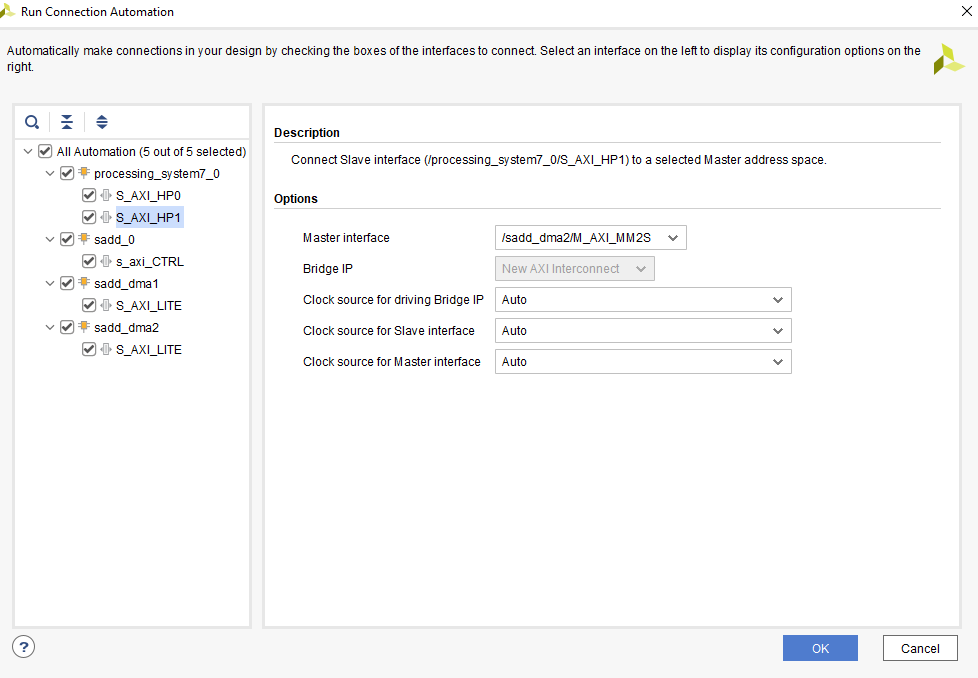 Run Connection Automation
Automatically make connections in your design by checking the boxes of the interfaces to connect. Select an interface on the left to display its configuration options on the
right.
All Automation (5 out of 5 selected)
processing_system7_0
S_AXI_HP0
S_AXI_HP1
sadd_0
s_axi_CTRL
sadd_dma1
S_AXI_LITE
sadd_dma2
S_AXI_LITE
Description
Connect Slave interface (/processing_system7_0/S_AXI_HP1) to a selected Master address space.
Options
Master interface /sadd_dma2/M_AXI_MM2S
Bridge IP New AXI Interconnect
Clock source for driving Bridge IP Auto
Clock source for Slave interface Auto
Clock source for Master interface Auto
?
OK
Cancel